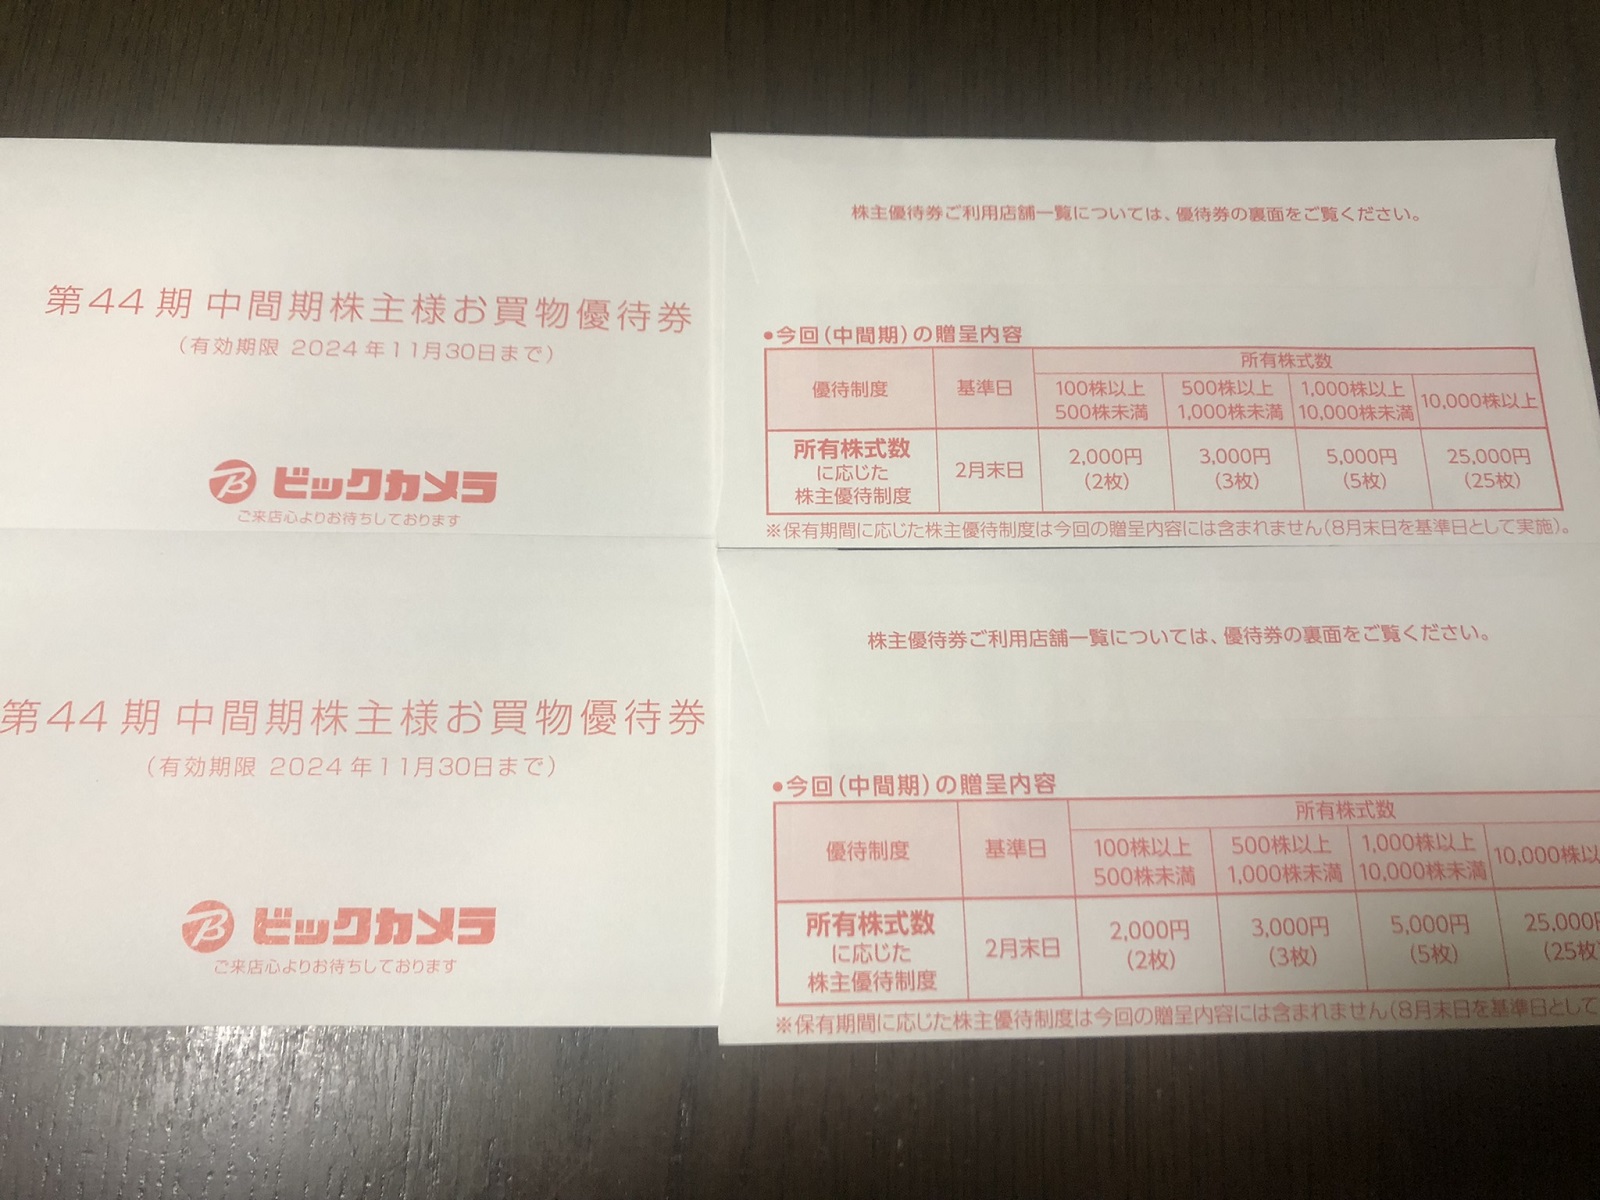 第44期 中間期株主様お買物優待券
(有効期限 2024年11月30日まで)
B ビックカメラ
ご来店心よりお待ちしております
株主優待券ご利用店舗一覧については、優待券の裏面をご覧ください。
●今回(中間期)の贈呈内容
優待制度 基準日 所有株式数
100株以上 500株未満 500株以上 1,000株未満 1,000株以上 10,000株未満 10,000株以上
所有株式数 に応じた 株主優待制度 2月末日 2,000円 (2枚) 3,000円 (3枚) 5,000円 (5枚) 25,000円 (25枚)
※保有期間に応じた株主優待制度は今回の贈呈内容には含まれません(8月末日を基準日として実施)。
第44期 中間期株主様お買物優待券
(有効期限 2024年11月30日まで)
B ビックカメラ
ご来店心よりお待ちしております
株主優待券ご利用店舗一覧については、優待券の裏面をご覧ください。
●今回(中間期)の贈呈内容
優待制度 基準日 所有株式数
100株以上 500株未満 500株以上 1,000株未満 1,000株以上 10,000株未満 10,000株以
所有株式数 に応じた 株主優待制度 2月末日 2,000円 (2枚) 3,000円 (3枚) 5,000円 (5枚) 25,000円 (25枚
※保有期間に応じた株主優待制度は今回の贈呈内容には含まれません(8月末日を基準日として